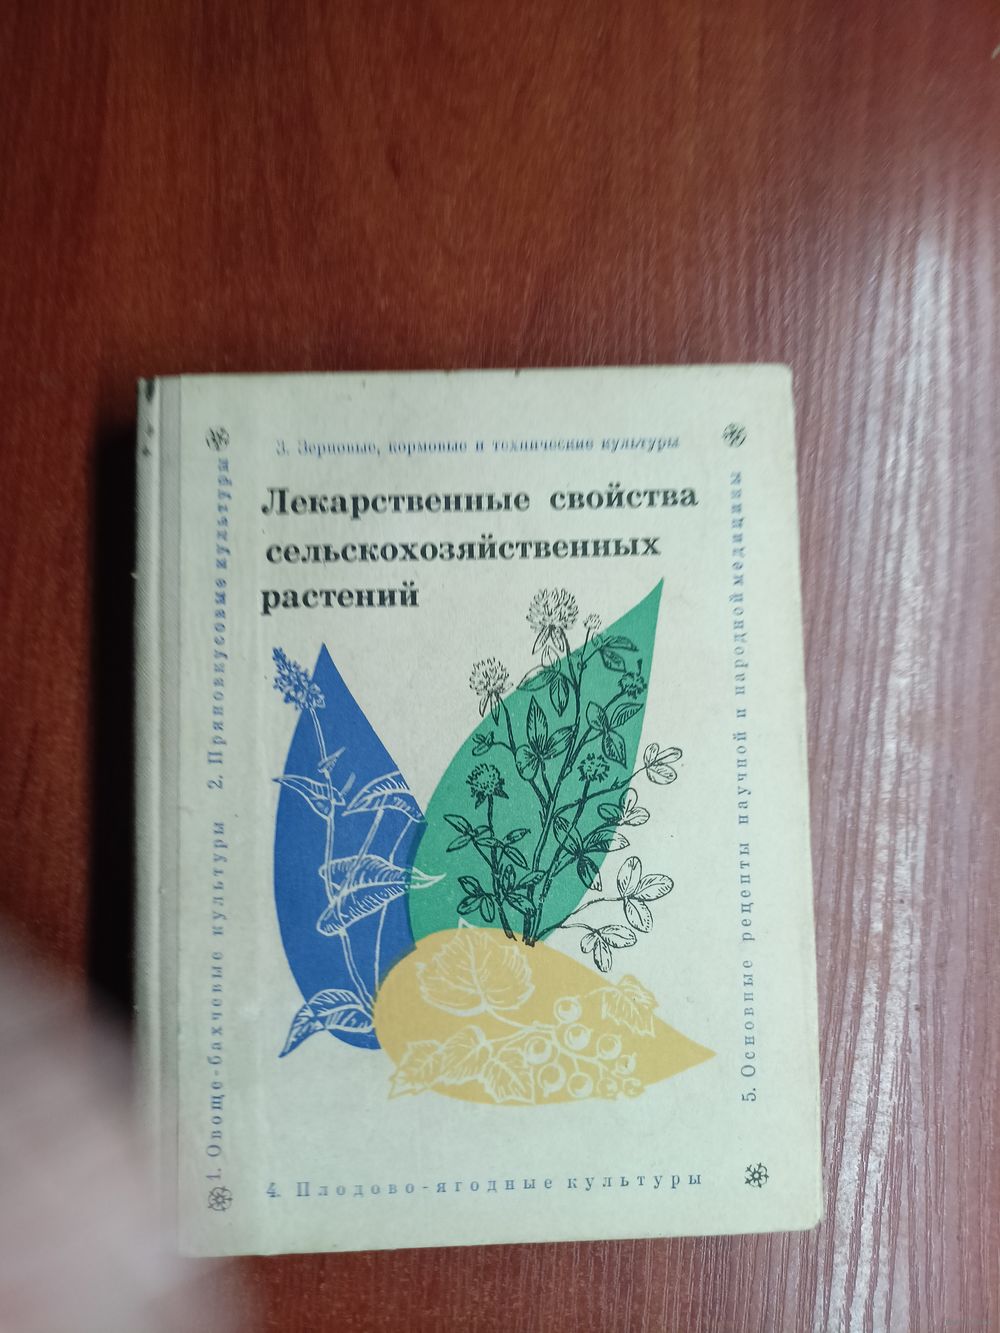 3. Зерновые, кормовые и технические культуры
Лекарственные свойства
сельскохозяйственных
растений
1. Овоще-бахчевые культуры 2. Пряновкусовые культуры
5. Основные рецепты научной и народной медицины
4. Плодово-ягодные культуры